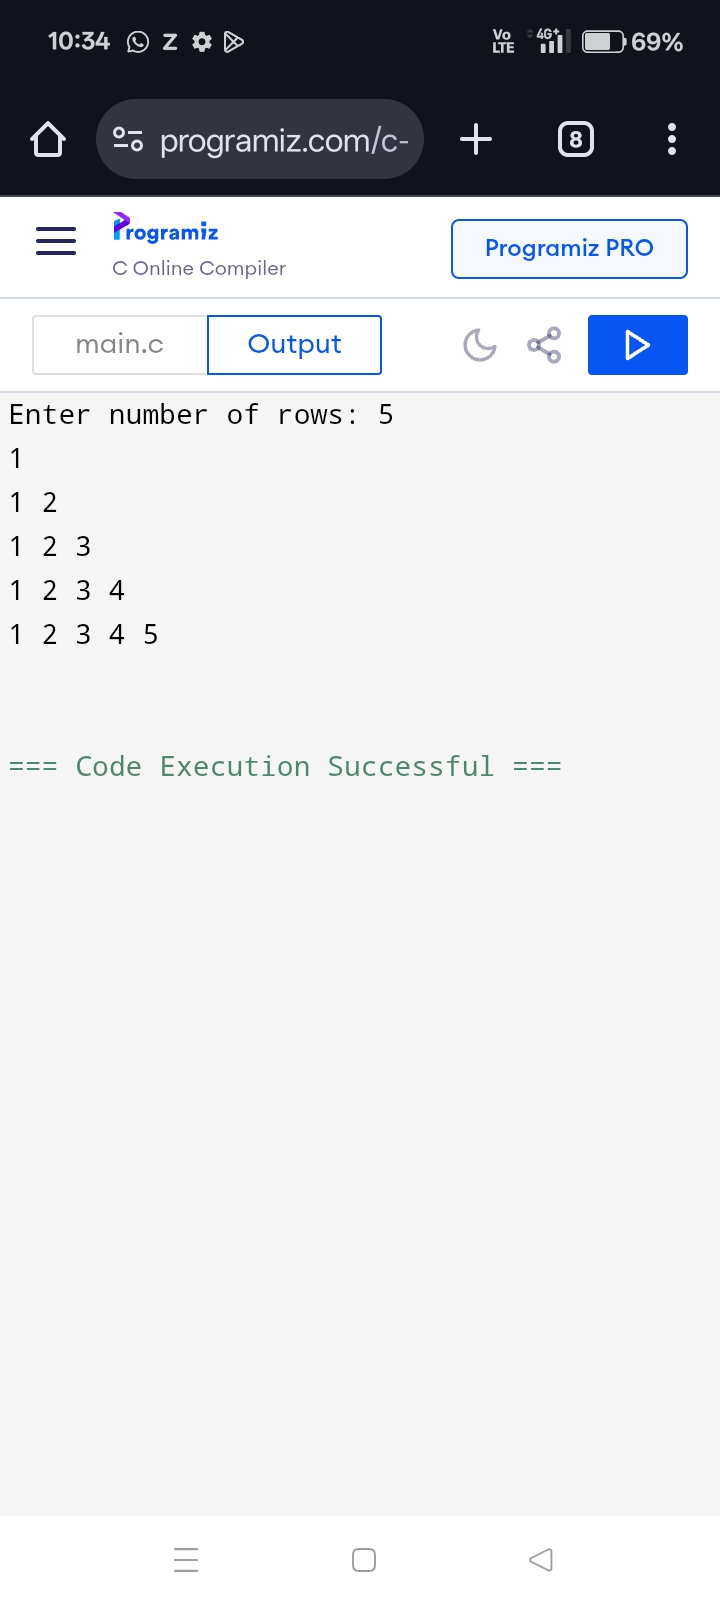 10:34 Z Vo LTE 4G+ 69%
programiz.com/c- 8
Programiz
C Online Compiler
Programiz PRO
main.c Output
Enter number of rows: 5
1
1 2
1 2 3
1 2 3 4
1 2 3 4 5
=== Code Execution Successful ===